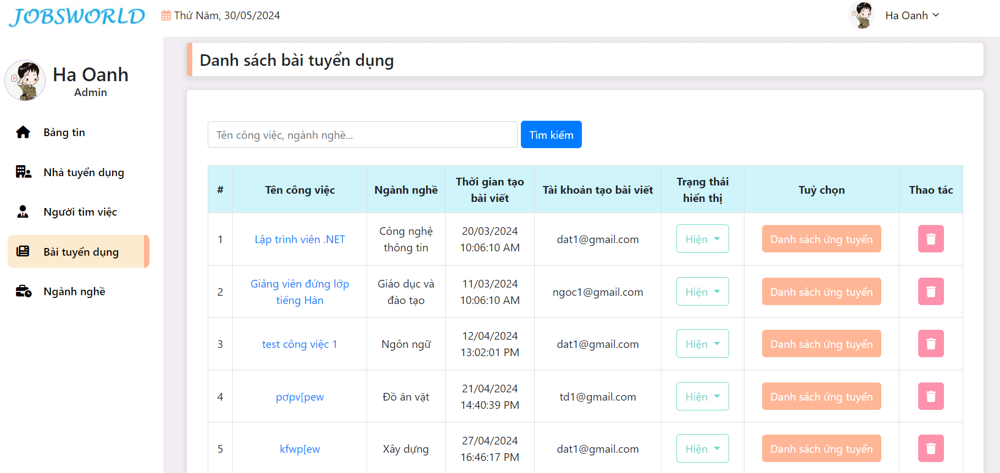 JOBSWORLD
Thứ Năm, 30/05/2024
Ha Oanh
Ha Oanh
Admin
Bảng tin
Nhà tuyển dụng
Người tìm việc
Bài tuyển dụng
Ngành nghề
Danh sách bài tuyển dụng
Tên công việc, ngành nghề...
Tìm kiếm
# Tên công việc Ngành nghề Thời gian tạo bài viết Tài khoản tạo bài viết Trạng thái hiển thị Tuỳ chọn Thao tác
1 Lập trình viên .NET Công nghệ thông tin 20/03/2024 10:06:10 AM dat1@gmail.com Hiện Danh sách ứng tuyển
2 Giảng viên đứng lớp tiếng Hàn Giáo dục và đào tạo 11/03/2024 10:06:10 AM ngoc1@gmail.com Hiện Danh sách ứng tuyển
3 test công việc 1 Ngôn ngữ 12/04/2024 13:02:01 PM dat1@gmail.com Hiện Danh sách ứng tuyển
4 pơpv[pew Đồ ăn vặt 21/04/2024 14:40:39 PM td1@gmail.com Hiện Danh sách ứng tuyển
5 kfwp[ew Xây dựng 27/04/2024 16:46:17 PM dat1@gmail.com Hiện Danh sách ứng tuyển